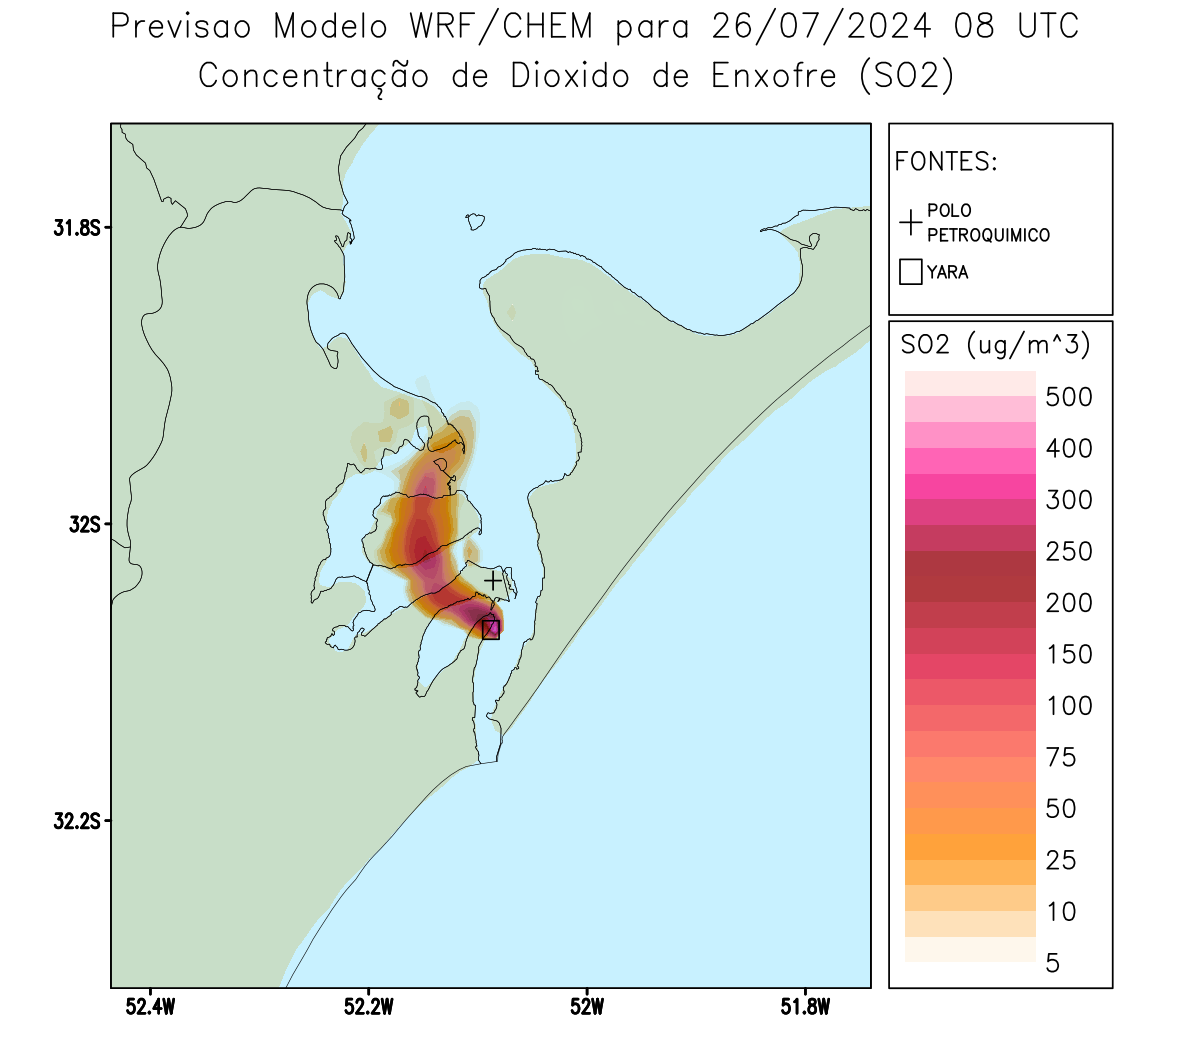 Previsao Modelo WRF/CHEM para 26/07/2024 08 UTC
Concentração de Dioxido de Enxofre (SO2)
FONTES:
POLO
PETROQUIMICO
YARA
SO2 (ug/m^3)
500
400
300
250
200
150
100
75
50
25
10
5
31.8S
32S
32.2S
52.4W
52.2W
52W
51.8W